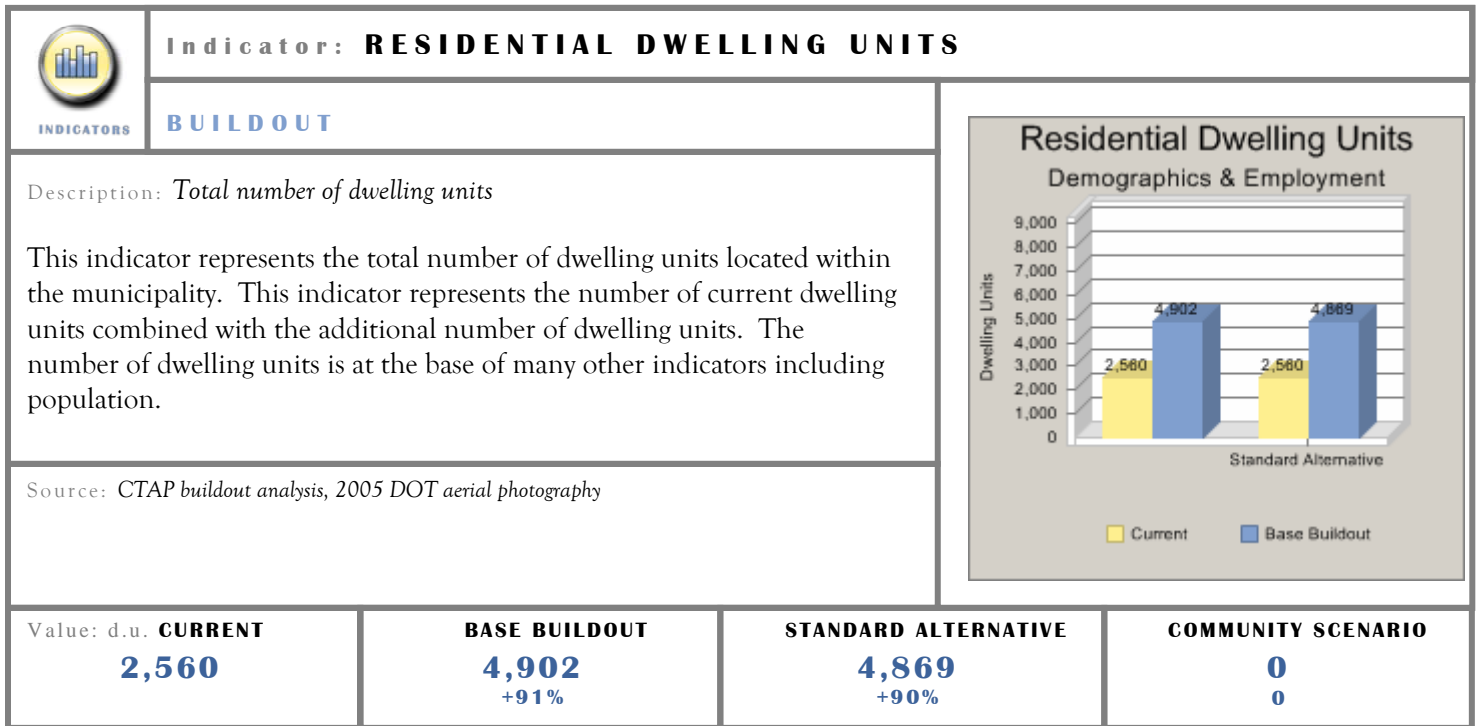 Indicator: RESIDENTIAL DWELLING UNITS
INDICATORS
BUILDOUT
Description: Total number of dwelling units
This indicator represents the total number of dwelling units located within
the municipality. This indicator represents the number of current dwelling
units combined with the additional number of dwelling units. The
number of dwelling units is at the base of many other indicators including
population.
Source: CTAP buildout analysis, 2005 DOT aerial photography
Residential Dwelling Units
Demographics & Employment
Dwelling Units
9,000
8,000
7,000
6,000
5,000
4,000
3,000
2,000
1,000
0
2,560
4,902
2,560
4,869
Standard Alternative
Current
Base Buildout
Value: d.u. CURRENT
2,560
BASE BUILDOUT
4,902
+91%
STANDARD ALTERNATIVE
4,869
+90%
COMMUNITY SCENARIO
0
0